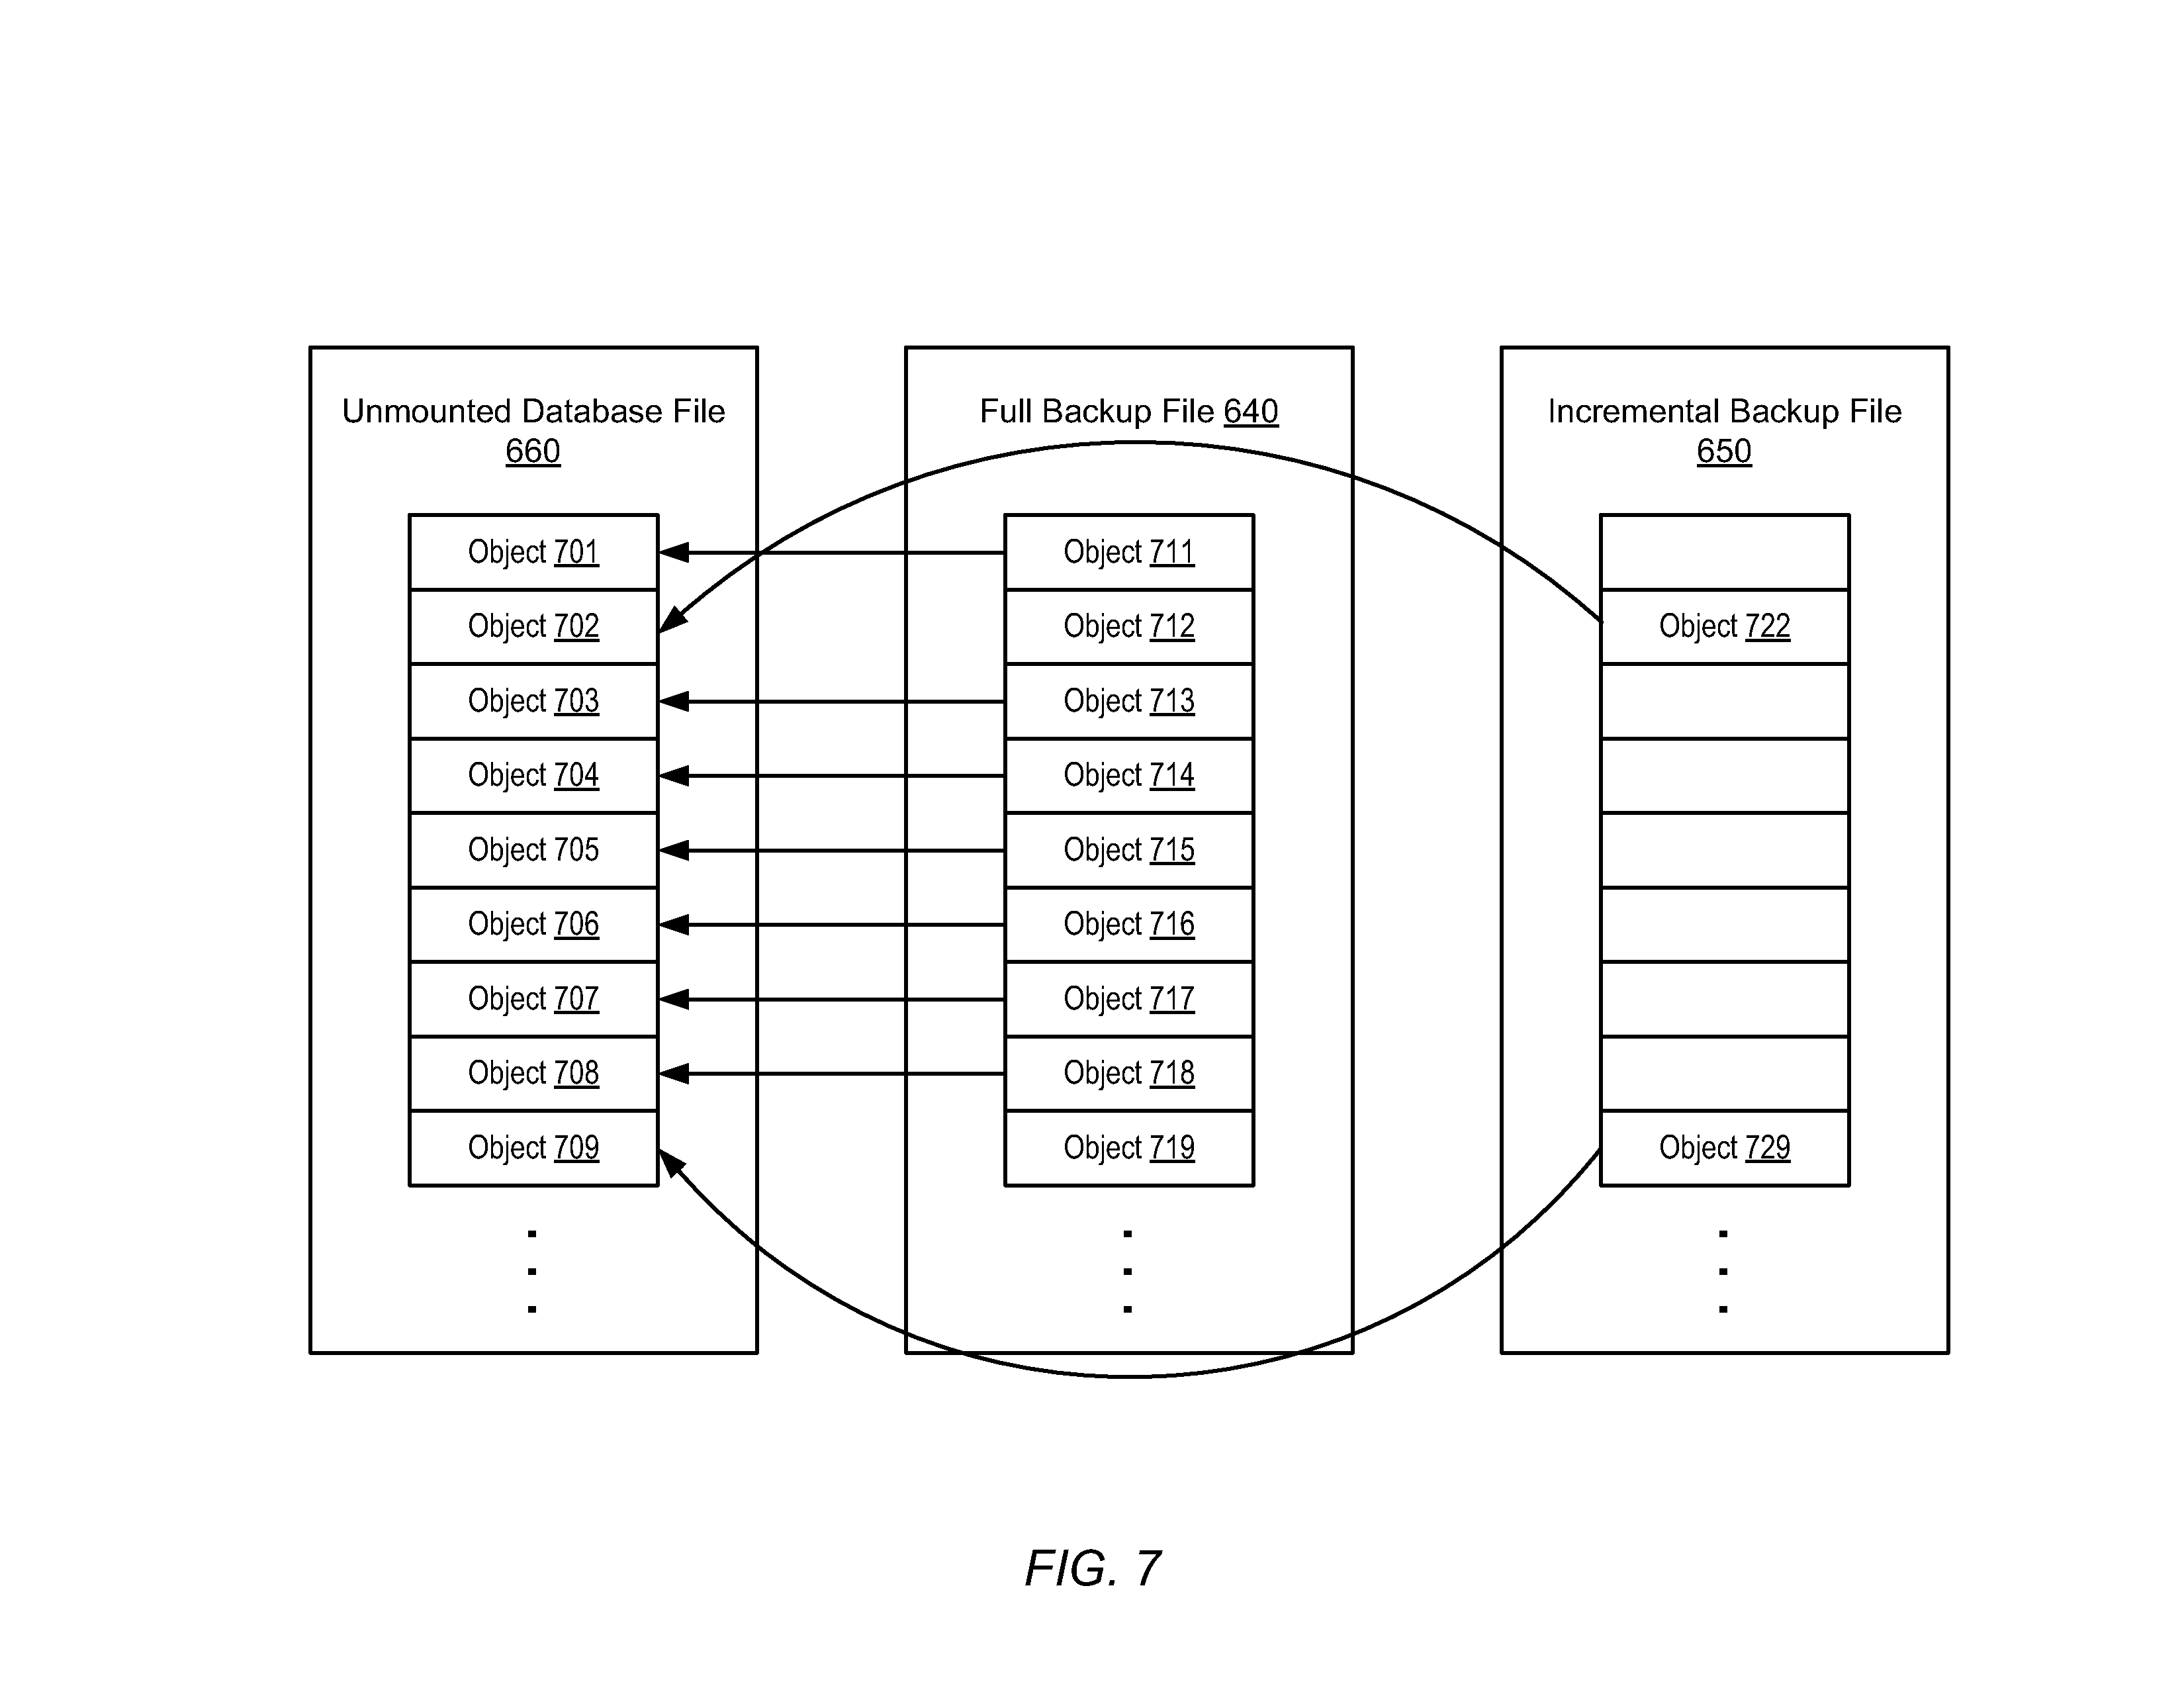 Unmounted Database File
660
Full Backup File 640
Incremental Backup File
650
Object 701
Object 702
Object 703
Object 704
Object 705
Object 706
Object 707
Object 708
Object 709
Object 711
Object 712
Object 713
Object 714
Object 715
Object 716
Object 717
Object 718
Object 719
Object 722
Object 729
FIG. 7